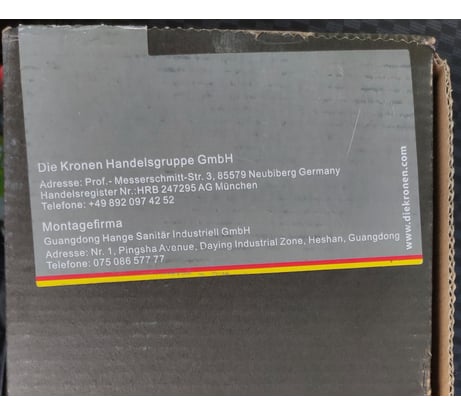 Die Kronen Handelsgruppe GmbH
Adresse: Prof.- Messerschmitt-Str. 3, 85579 Neubiberg Germany
Handelsregister Nr.:HRB 247295 AG München
Telefone: +49 892 097 42 52
Montagefirma
Guangdong Hange Sanitär Industriell GmbH
Adresse: Nr. 1, Pingsha Avenue, Daying Industrial Zone, Heshan, Guangdong
Telefone: 075 086 577 77
www.diekronen.com